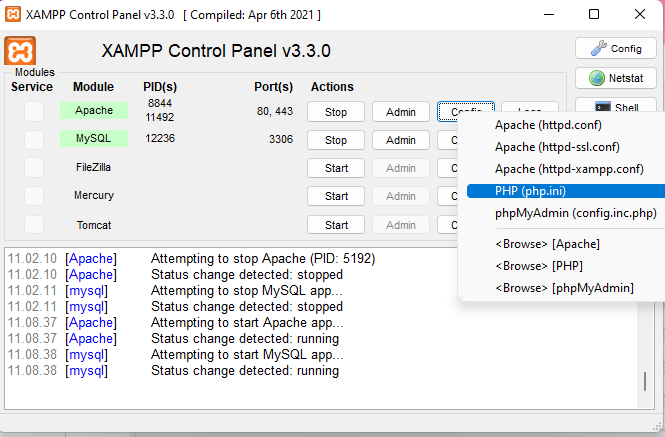 XAMPP Control Panel v3.3.0 [ Compiled: Apr 6th 2021 ]
XAMPP Control Panel v3.3.0
Config
Modules
Service Module PID(s) Port(s) Actions
Netstat
Apache 8844 11492 80, 443 Stop Admin Config Logs
Shell
MySQL 12236 3306 Stop Admin
FileZilla Start Admin
Mercury Start Admin
Tomcat Start Admin
Apache (httpd.conf)
Apache (httpd-ssl.conf)
Apache (httpd-xampp.conf)
PHP (php.ini)
phpMyAdmin (config.inc.php)
<Browse> [Apache]
<Browse> [PHP]
<Browse> [phpMyAdmin]
11.02.10 [Apache] Attempting to stop Apache (PID: 5192)
11.02.10 [Apache] Status change detected: stopped
11.02.11 [mysql] Attempting to stop MySQL app...
11.02.11 [mysql] Status change detected: stopped
11.08.37 [Apache] Attempting to start Apache app...
11.08.37 [Apache] Status change detected: running
11.08.38 [mysql] Attempting to start MySQL app...
11.08.38 [mysql] Status change detected: running